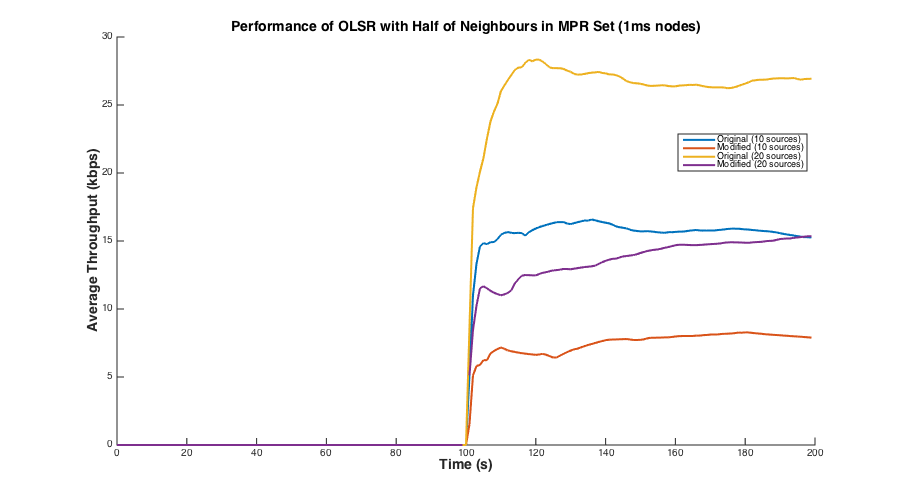 Performance of OLSR with Half of Neighbours in MPR Set (1ms nodes)
30
25
20
15
10
5
0
Average Throughput (kbps)
Original (10 sources)
Modified (10 sources)
Original (20 sources)
Modified (20 sources)
0 20 40 60 80 100 120 140 160 180 200
Time (s)